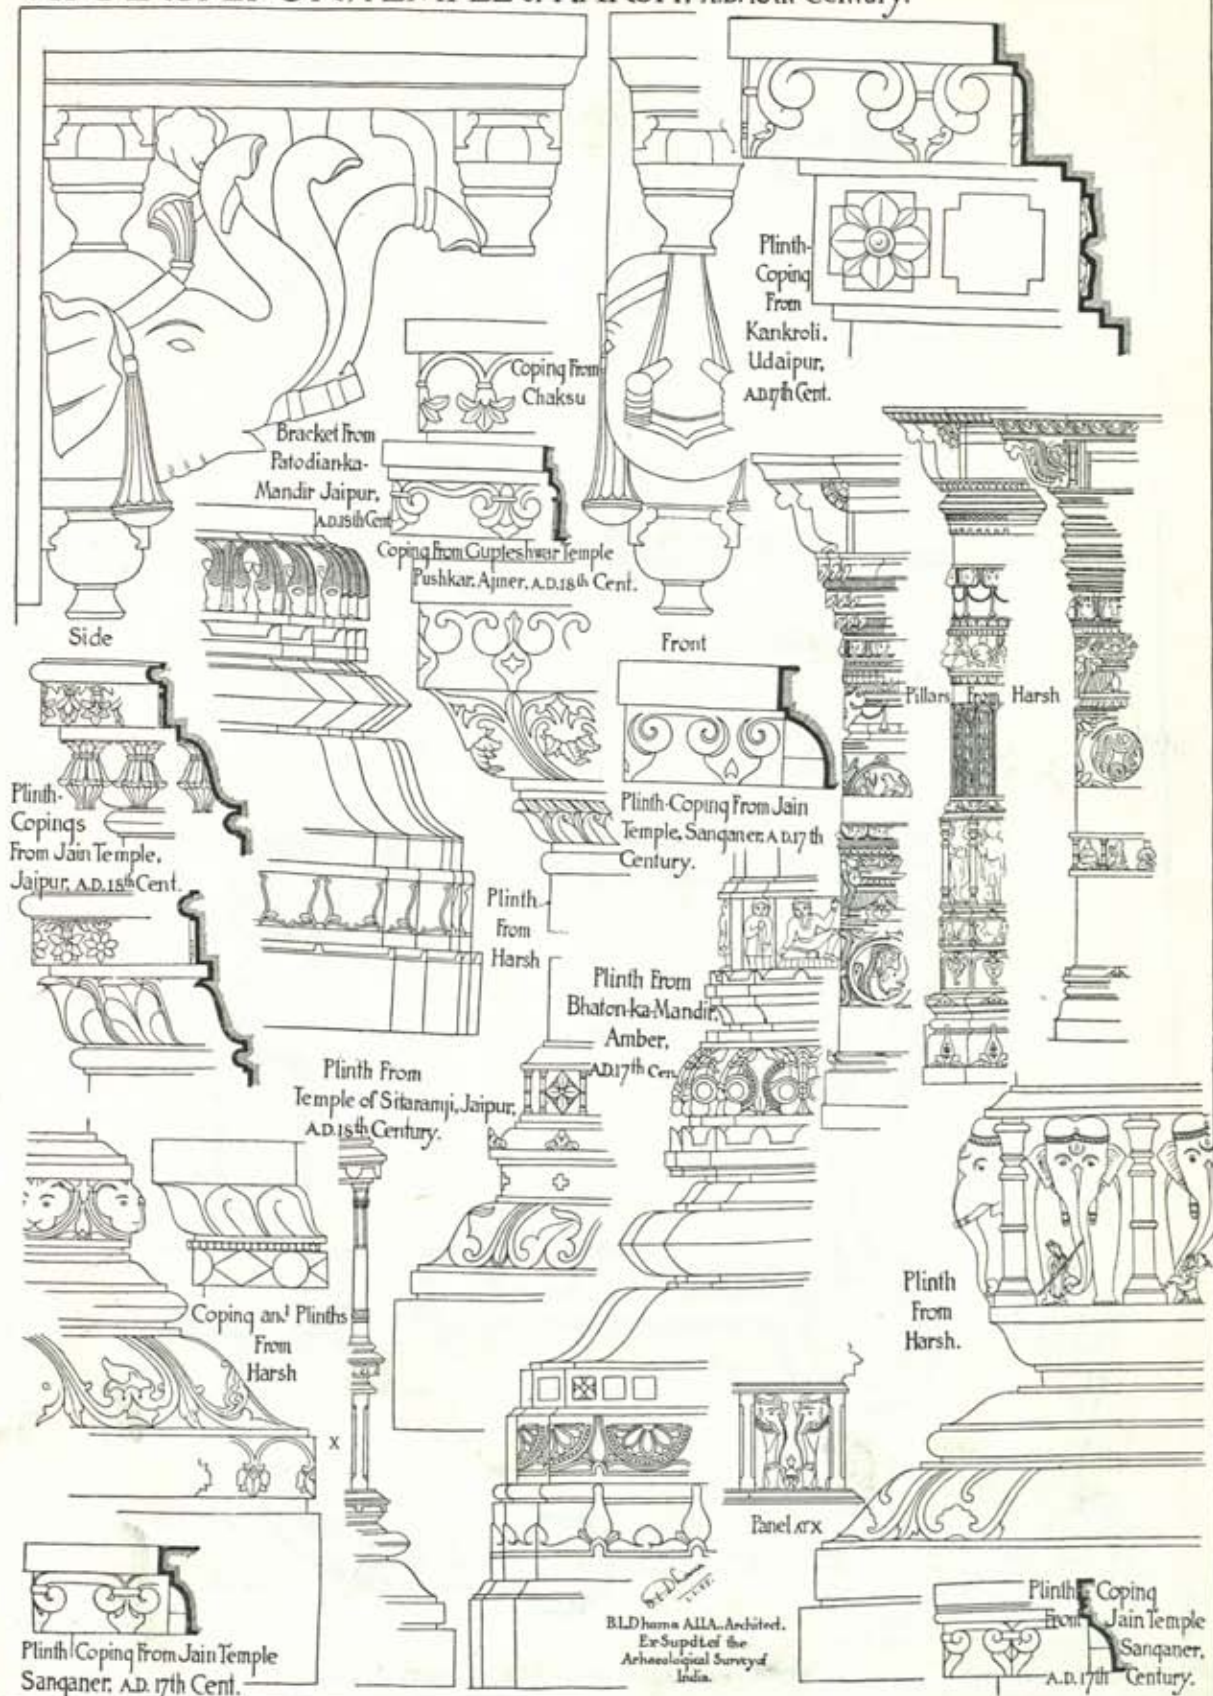 A.D. 10th Century.
Plinth-
Coping
From
Kankroli,
Udaipur,
A.D. 17th Cent.
Coping From
Chaksu
Bracket From
Patodian-ka-
Mandir Jaipur,
A.D. 18th Cent
Coping From Gupteshwar Temple
Pushkar, Ajmer, A.D. 18th Cent.
Side
Front
Pillars From Harsh
Plinth-
Copings
From Jain Temple,
Jaipur, A.D. 18th Cent.
Plinth-Coping From Jain
Temple, Sanganer, A.D. 17th
Century.
Plinth
From
Harsh
Plinth From
Bhaton-ka-Mandir,
Amber,
A.D. 17th Cen.
Plinth From
Temple of Sitaramji, Jaipur,
A.D. 18th Century.
Coping and Plinths
From
Harsh
Plinth
From
Harsh.
X
Panel AT X
Plinth Coping From Jain Temple
Sanganer, A.D. 17th Cent.
B.L. Dhama A.I.I.A. Architect.
Ex-Supdt. of the
Arhaeological Survey of
India.
Plinth Coping
From Jain Temple
Sanganer,
A.D. 17th Century.